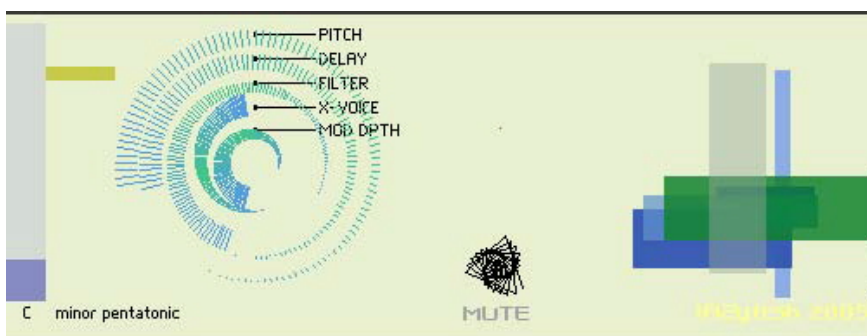 PITCH
DELAY
FILTER
X-VOICE
MOD DPTH
C minor pentatonic
MUTE